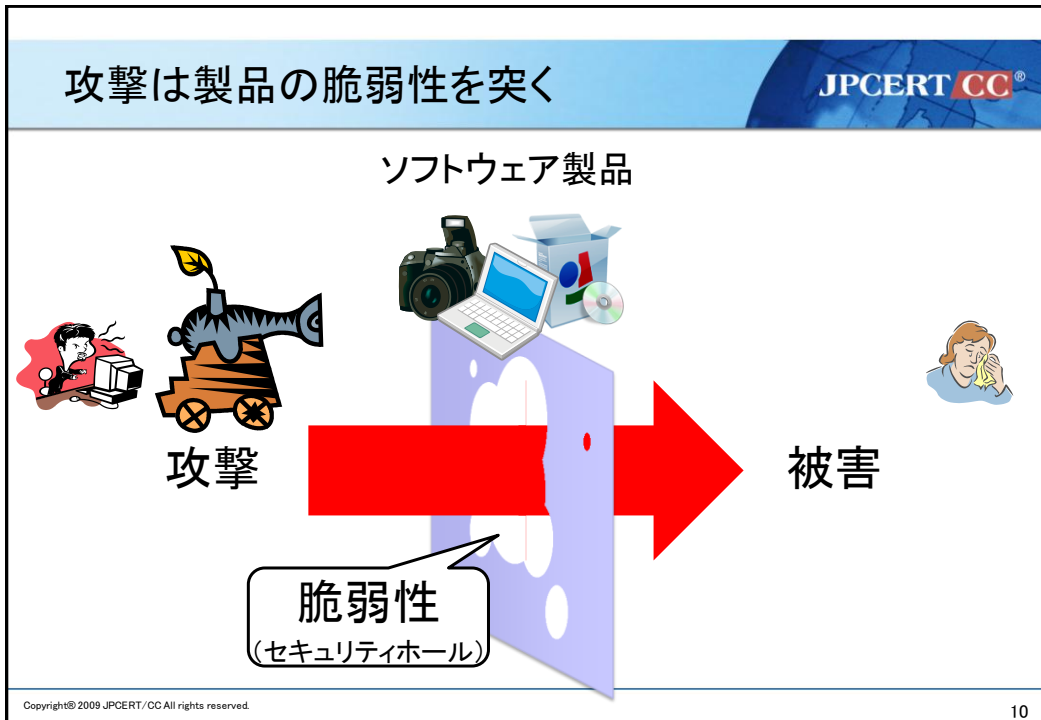 攻撃は製品の脆弱性を突く
JPCERT CC®
ソフトウェア製品
攻撃
被害
脆弱性
(セキュリティホール)
Copyright® 2009 JPCERT/CC All rights reserved.
10